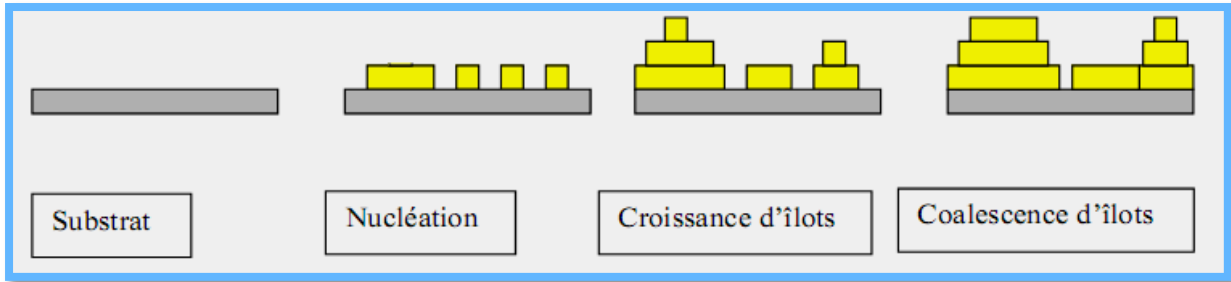 Substrat
Nucléation
Croissance d'îlots
Coalescence d'îlots